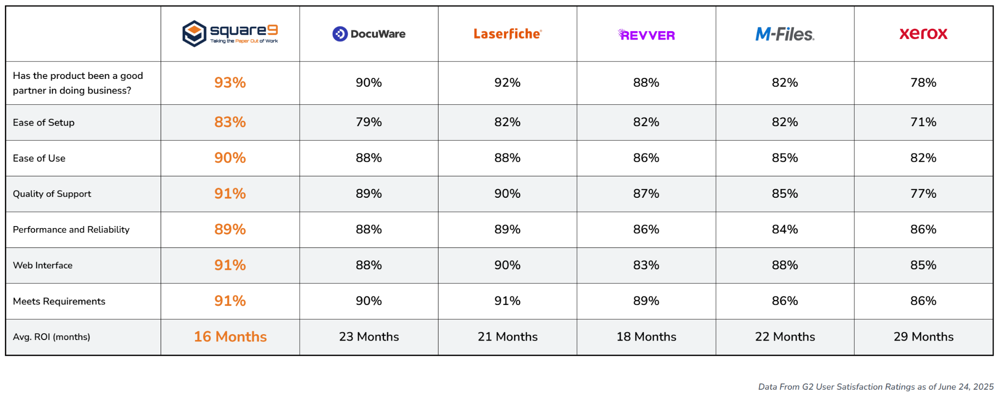 square9 DocuWare Laserfiche® REVVER M-Files® xerox
Taking the Paper Out of Work
Has the product been a good
partner in doing business? 93% 90% 92% 88% 82% 78%
Ease of Setup 83% 79% 82% 82% 82% 71%
Ease of Use 90% 88% 88% 86% 85% 82%
Quality of Support 91% 89% 90% 87% 85% 77%
Performance and Reliability 89% 88% 89% 86% 84% 86%
Web Interface 91% 88% 90% 83% 88% 85%
Meets Requirements 91% 90% 91% 89% 86% 86%
Avg. ROI (months) 16 Months 23 Months 21 Months 18 Months 22 Months 29 Months
Data From G2 User Satisfaction Ratings as of June 24, 2025